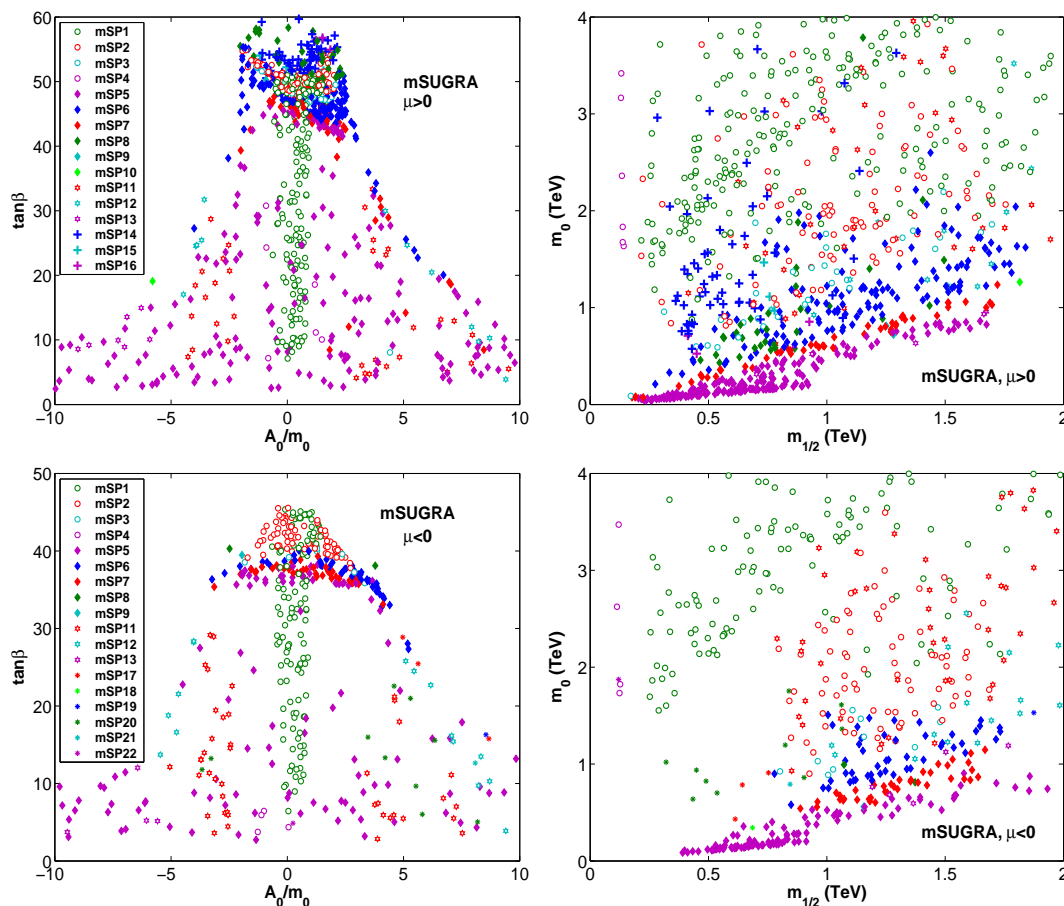 60
50
40
30
20
10
0
tanβ
mSP1
mSP2
mSP3
mSP4
mSP5
mSP6
mSP7
mSP8
mSP9
mSP10
mSP11
mSP12
mSP13
mSP14
mSP15
mSP16
mSUGRA
μ>0
−10
−5
0
5
10
A0/m0
4
3
2
1
0
m0 (TeV)
mSUGRA, μ>0
0
0.5
1
1.5
2
m1/2 (TeV)
50
40
30
20
10
0
tanβ
mSP1
mSP2
mSP3
mSP4
mSP5
mSP6
mSP7
mSP8
mSP9
mSP11
mSP12
mSP13
mSP17
mSP18
mSP19
mSP20
mSP21
mSP22
mSUGRA
μ<0
−10
−5
0
5
10
A0/m0
4
3
2
1
0
m0 (TeV)
mSUGRA, μ<0
0
0.5
1
1.5
2
m1/2 (TeV)